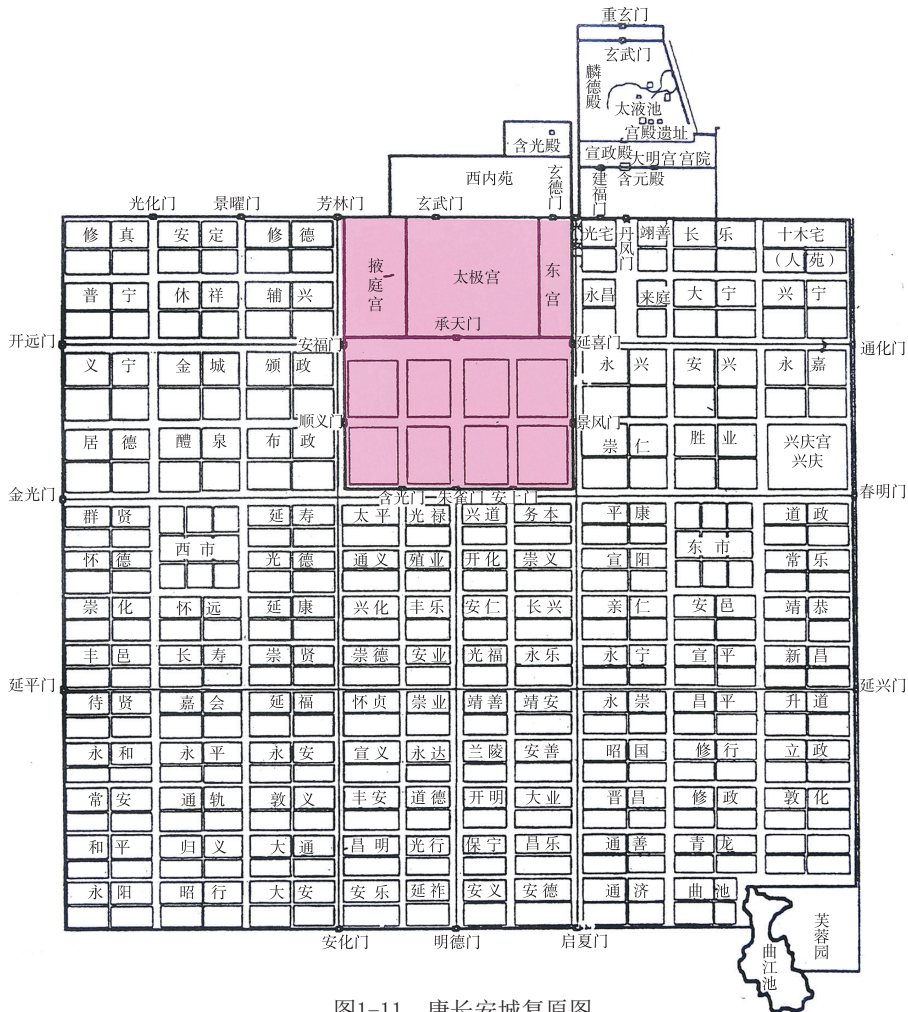 重玄门
玄武门
麟德殿
太液池
宫殿遗址
含光殿
宣政殿 大明宫宫院
西内苑 玄德门 建福门 含元殿
光化门 景曜门 芳林门 玄武门
修真 安定 修德 光宅 丹凤门 翊善 长乐 十木宅
(人苑)
掖庭宫 太极宫 东宫
普宁 休祥 辅兴 永昌 来庭 大宁 兴宁
承天门
开远门 安福门 延喜门 通化门
义宁 金城 颁政 永兴 安兴 永嘉
顺义门 景风门
居德 醴泉 布政 崇仁 胜业 兴庆宫
兴庆
金光门 含光门 朱雀门 安上门 春明门
群贤 延寿 太平 光禄 兴道 务本 平康 道政
西市 东市
怀德 光德 通义 殖业 开化 崇义 宣阳 常乐
崇化 怀远 延康 兴化 丰乐 安仁 长兴 亲仁 安邑 靖恭
丰邑 长寿 崇贤 崇德 安业 光福 永乐 永宁 宣平 新昌
延平门 延兴门
待贤 嘉会 延福 怀贞 崇业 靖善 靖安 永崇 昌平 升道
永和 永平 永安 宣义 永达 兰陵 安善 昭国 修行 立政
常安 通轨 敦义 丰安 道德 开明 大业 晋昌 修政 敦化
和平 归义 大通 昌明 光行 保宁 昌乐 通善 青龙
永阳 昭行 大安 安乐 延祚 安义 安德 通济 曲池
芙蓉园
曲江池
安化门 明德门 启夏门
图1-11 唐长安城复原图